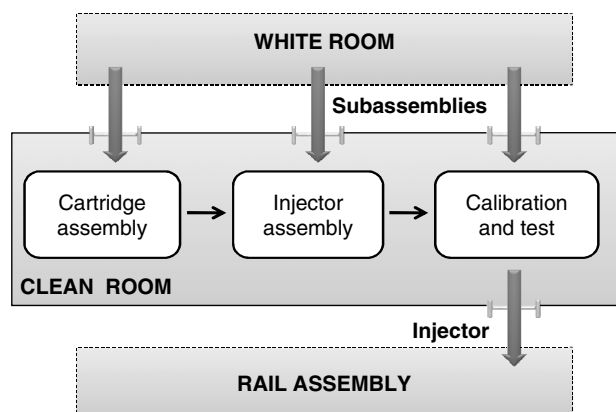 WHITE ROOM
Subassemblies
Cartridge
assembly
Injector
assembly
Calibration
and test
CLEAN ROOM
Injector
RAIL ASSEMBLY